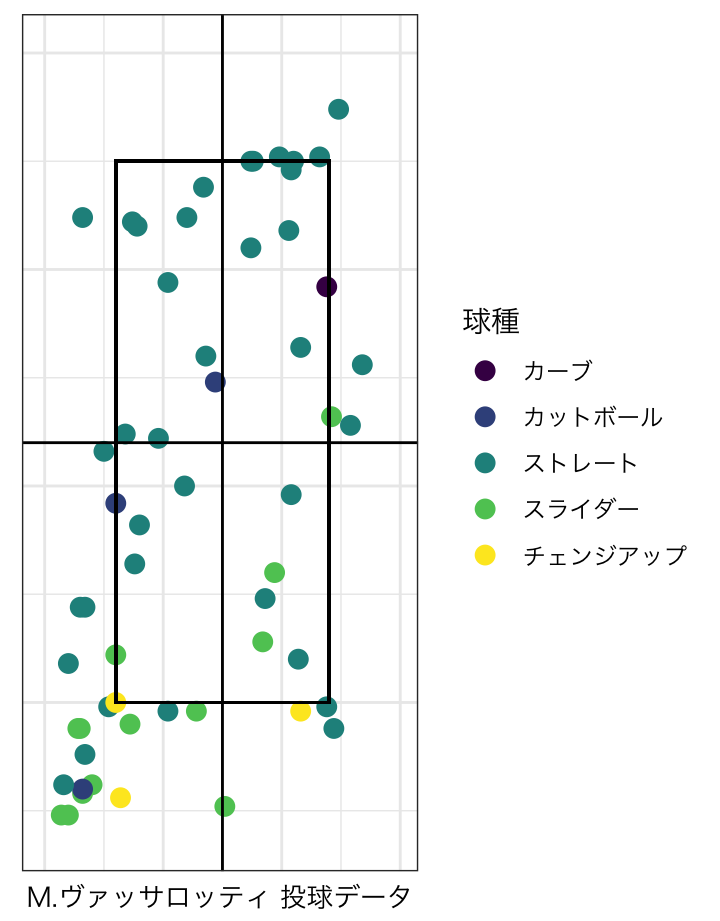 球種
カーブ
カットボール
ストレート
スライダー
チェンジアップ
M.ヴァッサロッティ 投球データ